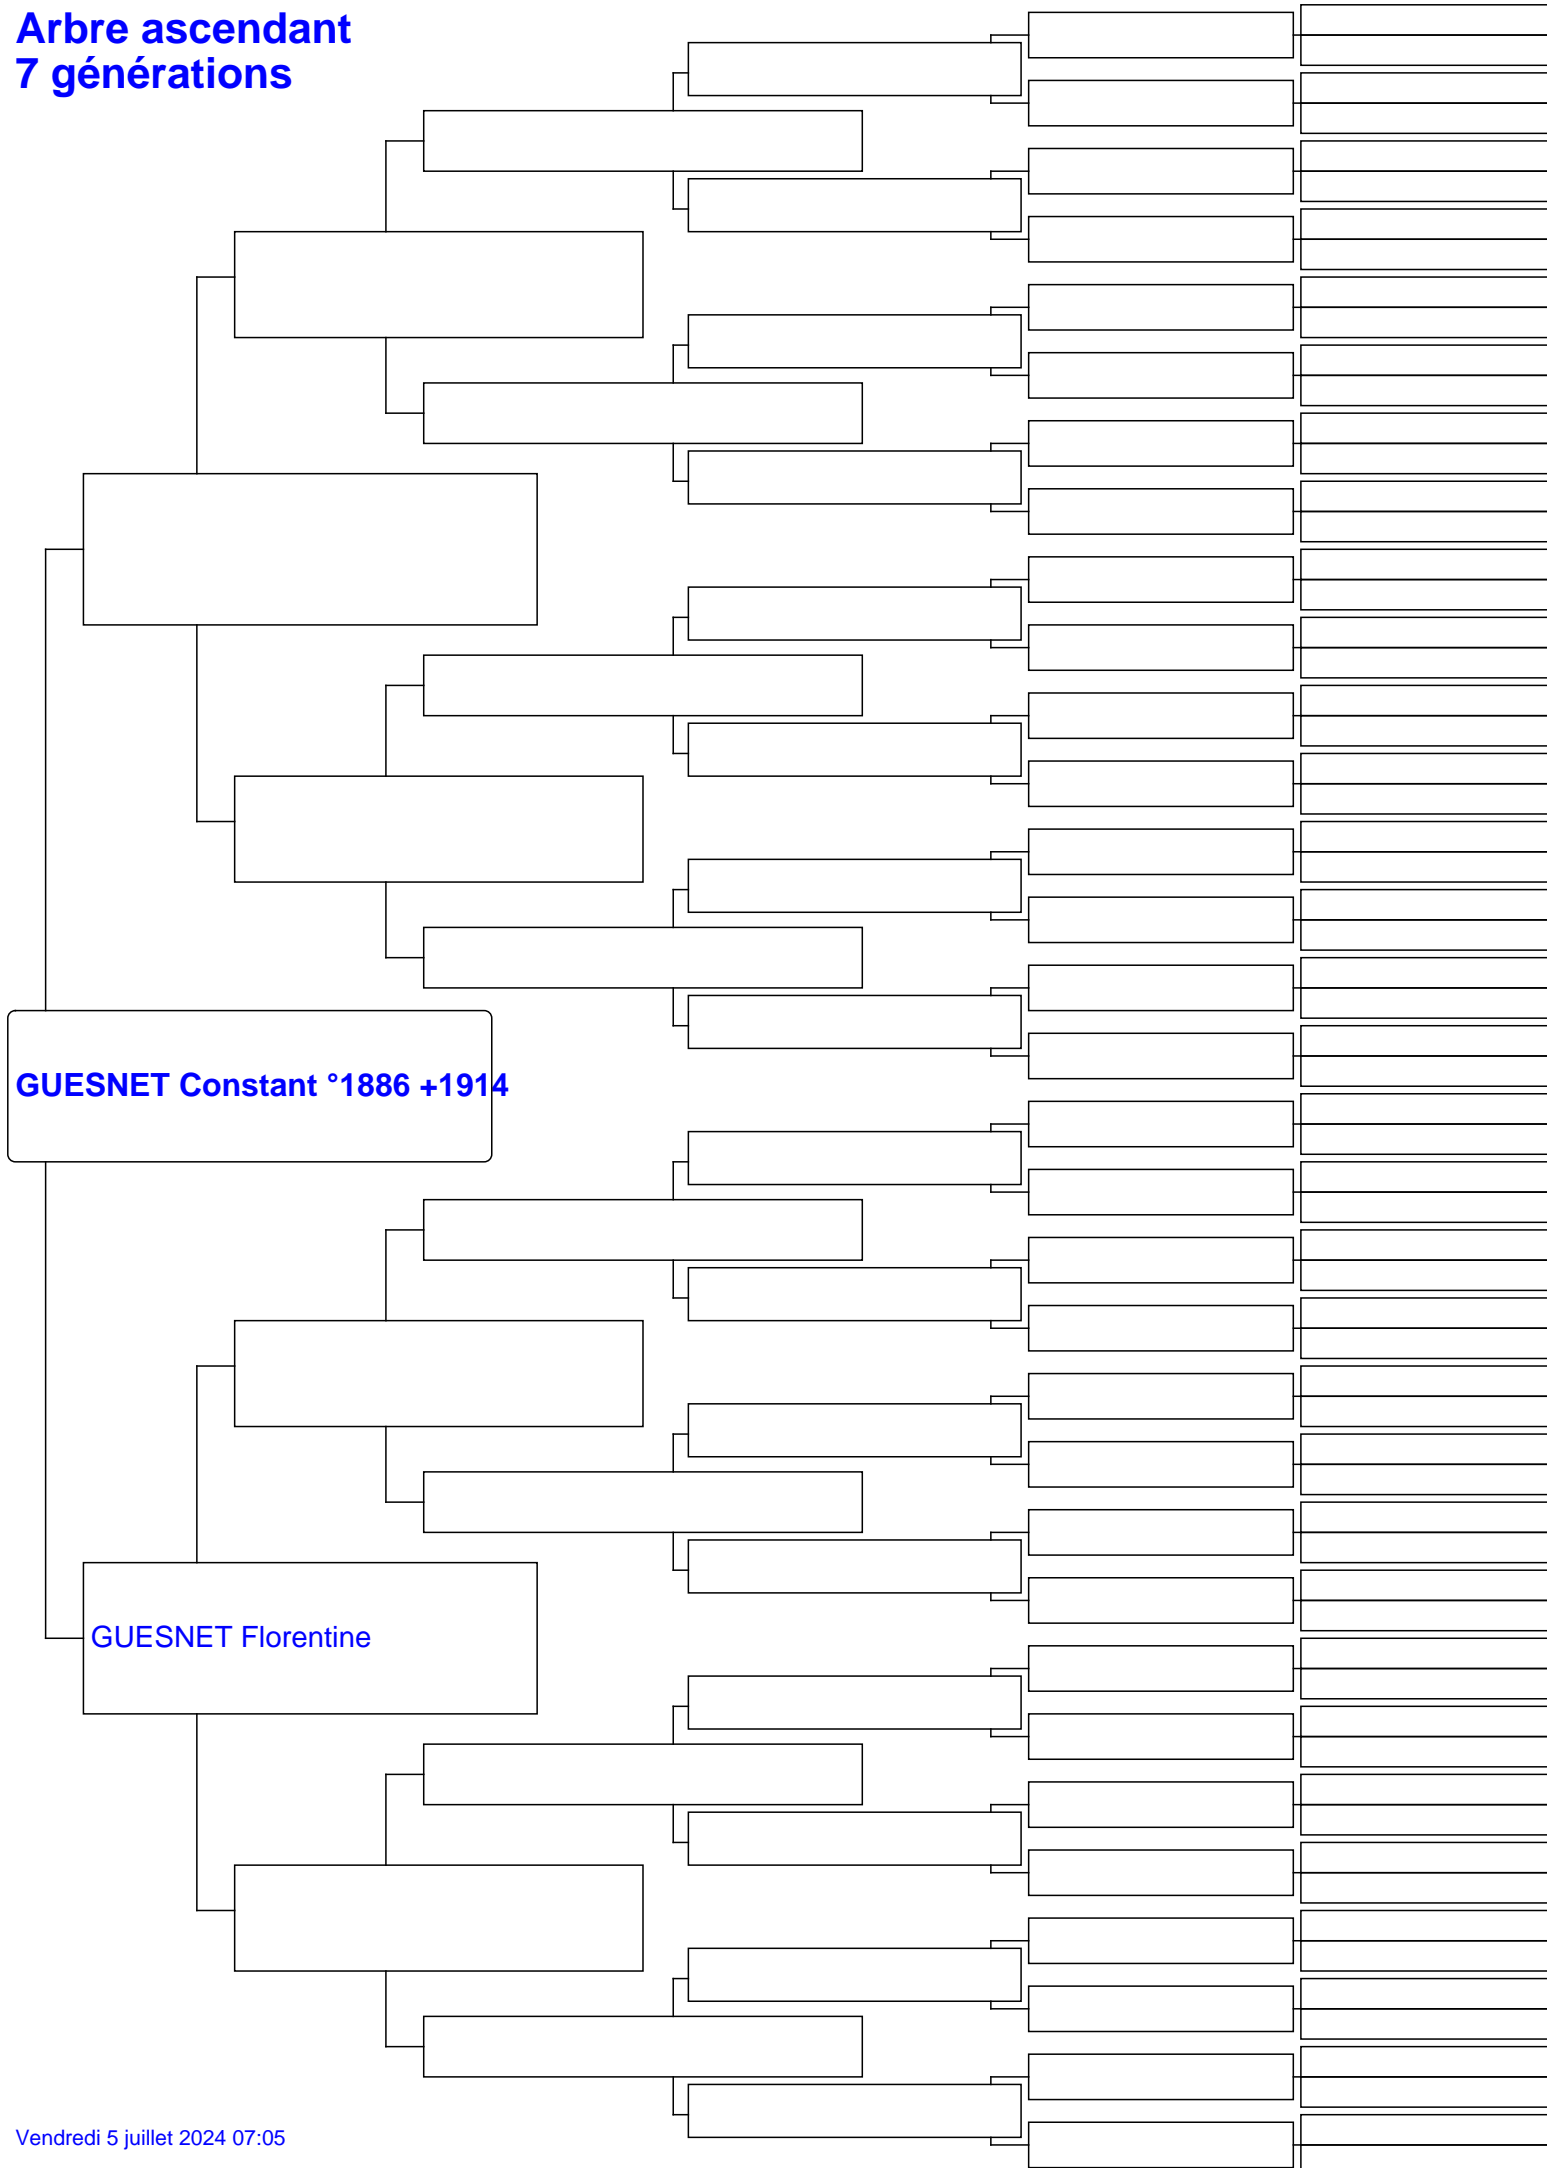 Arbre ascendant
7 générations
GUESNET Constant °1886 +1914
GUESNET Florentine
Vendredi 5 juillet 2024 07:05